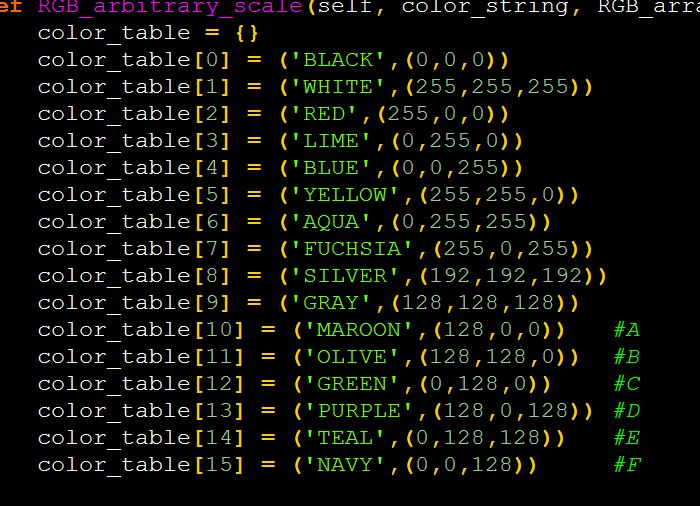 ef RGB_arbitrary_scale(self, color_string, RGB_arra
color_table = {}
color_table[0] = ('BLACK',(0,0,0))
color_table[1] = ('WHITE',(255,255,255))
color_table[2] = ('RED',(255,0,0))
color_table[3] = ('LIME',(0,255,0))
color_table[4] = ('BLUE',(0,0,255))
color_table[5] = ('YELLOW',(255,255,0))
color_table[6] = ('AQUA',(0,255,255))
color_table[7] = ('FUCHSIA',(255,0,255))
color_table[8] = ('SILVER',(192,192,192))
color_table[9] = ('GRAY',(128,128,128))
color_table[10] = ('MAROON',(128,0,0))   #A
color_table[11] = ('OLIVE',(128,128,0))  #B
color_table[12] = ('GREEN',(0,128,0))    #C
color_table[13] = ('PURPLE',(128,0,128)) #D
color_table[14] = ('TEAL',(0,128,128))   #E
color_table[15] = ('NAVY',(0,0,128))     #F